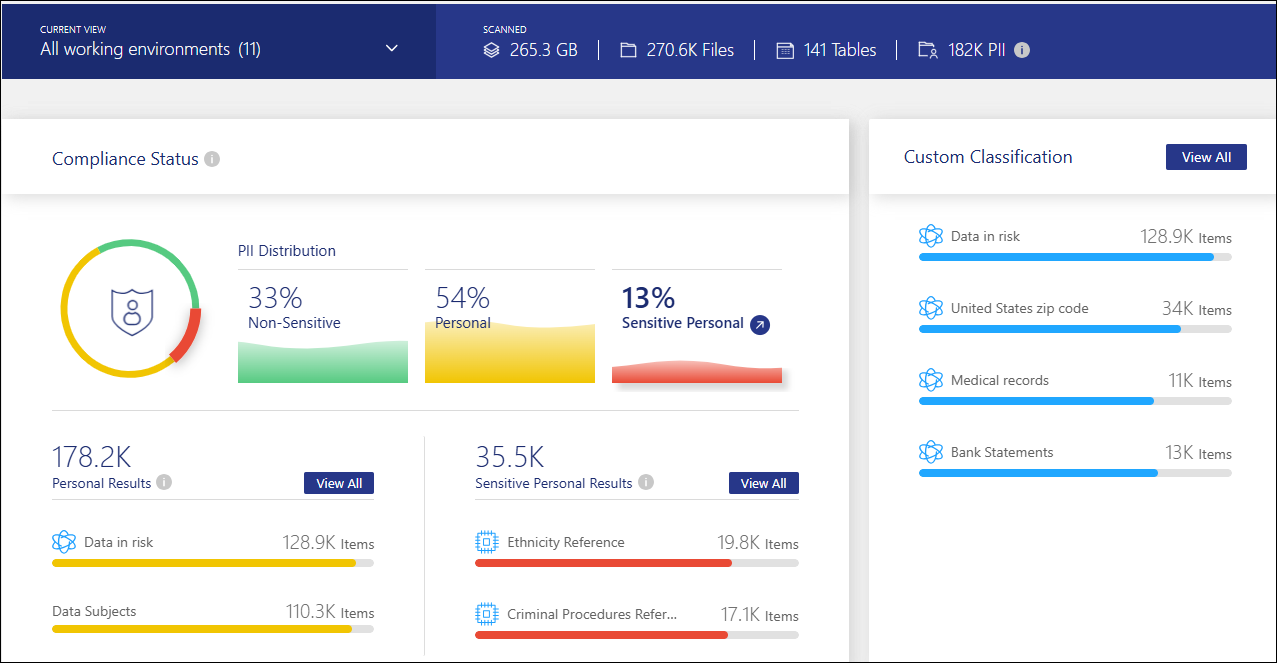 CURRENT VIEW
All working environments (11)
SCANNED
265.3 GB
270.6K Files
141 Tables
182K PII
Compliance Status
PII Distribution
33%
Non-Sensitive
54%
Personal
13%
Sensitive Personal
178.2K
Personal Results
View All
Data in risk 128.9K Items
Data Subjects 110.3K Items
35.5K
Sensitive Personal Results
View All
Ethnicity Reference 19.8K Items
Criminal Procedures Refer... 17.1K Items
Custom Classification
View All
Data in risk 128.9K Items
United States zip code 34K Items
Medical records 11K Items
Bank Statements 13K Items